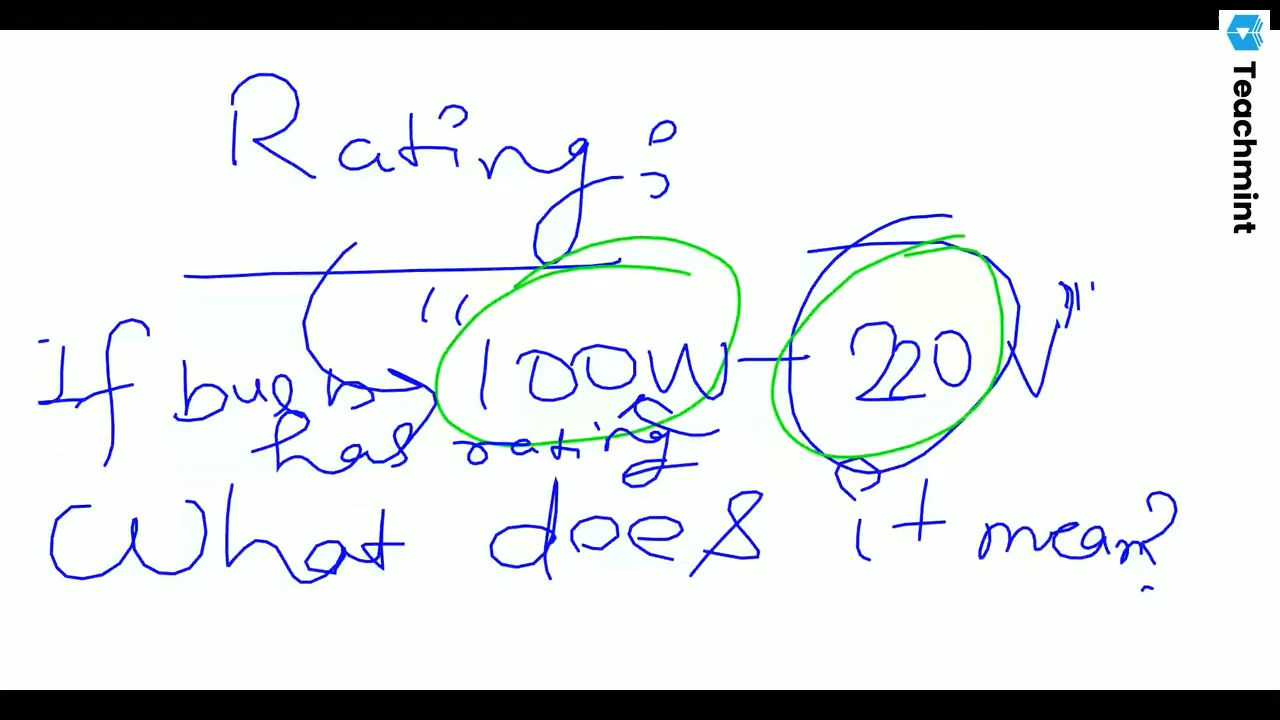 Rating:
If bulb "100W - 220V"
has rating
What does it mean?
Teachmint